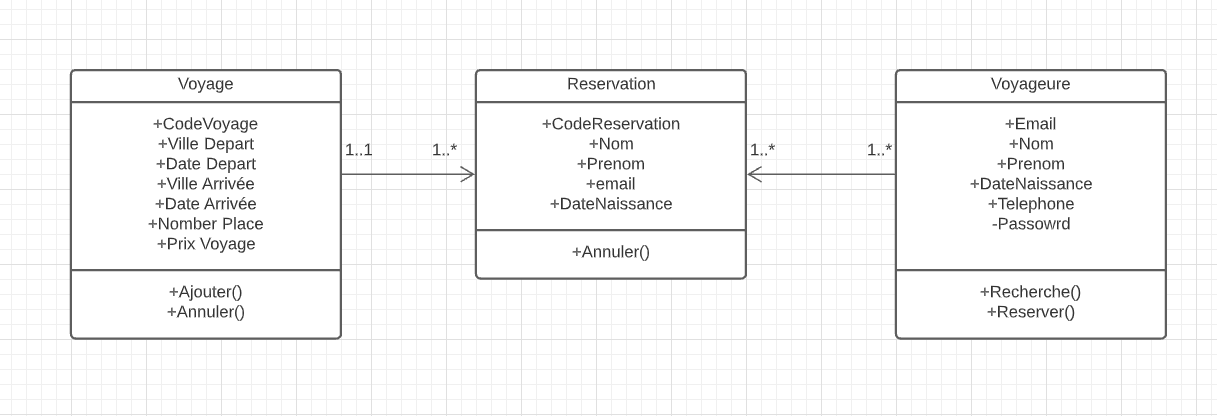 Voyage
+CodeVoyage
+Ville Depart
+Date Depart
+Ville Arrivée
+Date Arrivée
+Nomber Place
+Prix Voyage
+Ajouter()
+Annuler()
1..1
1..*
Reservation
+CodeReservation
+Nom
+Prenom
+email
+DateNaissance
+Annuler()
1..*
1..*
Voyageure
+Email
+Nom
+Prenom
+DateNaissance
+Telephone
-Passowrd
+Recherche()
+Reserver()